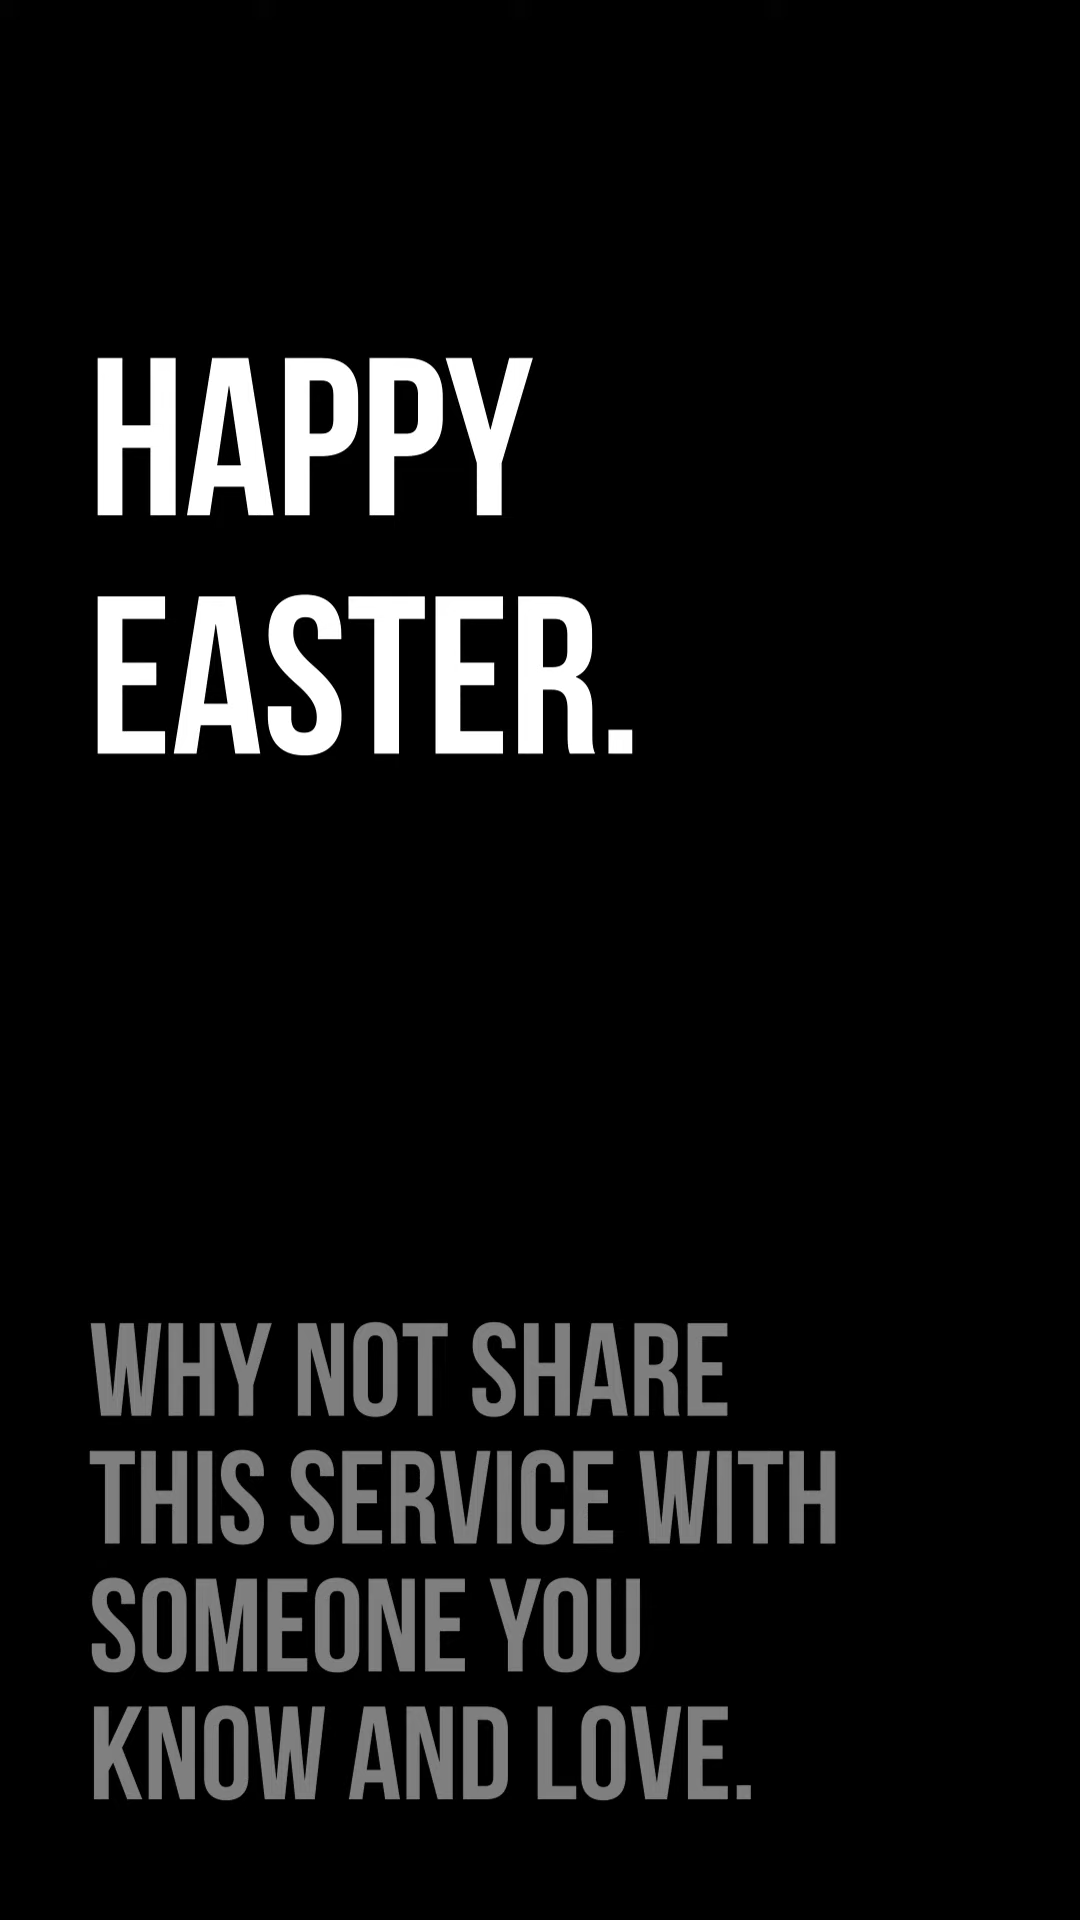 HAPPY
EASTER.
WHY NOT SHARE
THIS SERVICE WITH
SOMEONE YOU
KNOW AND LOVE.